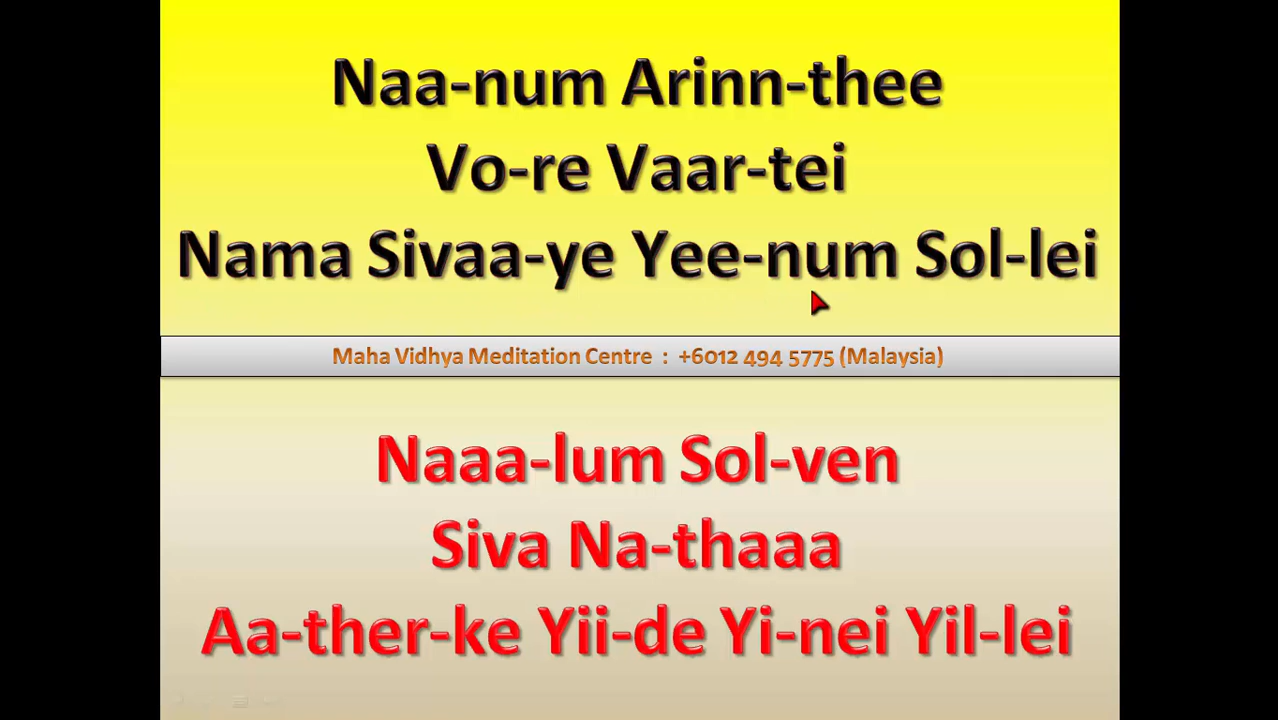 Naa-num Arinn-thee
Vo-re Vaar-tei
Nama Sivaa-ye Yee-num Sol-lei
Maha Vidhya Meditation Centre : +6012 494 5775 (Malaysia)
Naaa-lum Sol-ven
Siva Na-thaaa
Aa-ther-ke Yii-de Yi-nei Yil-lei